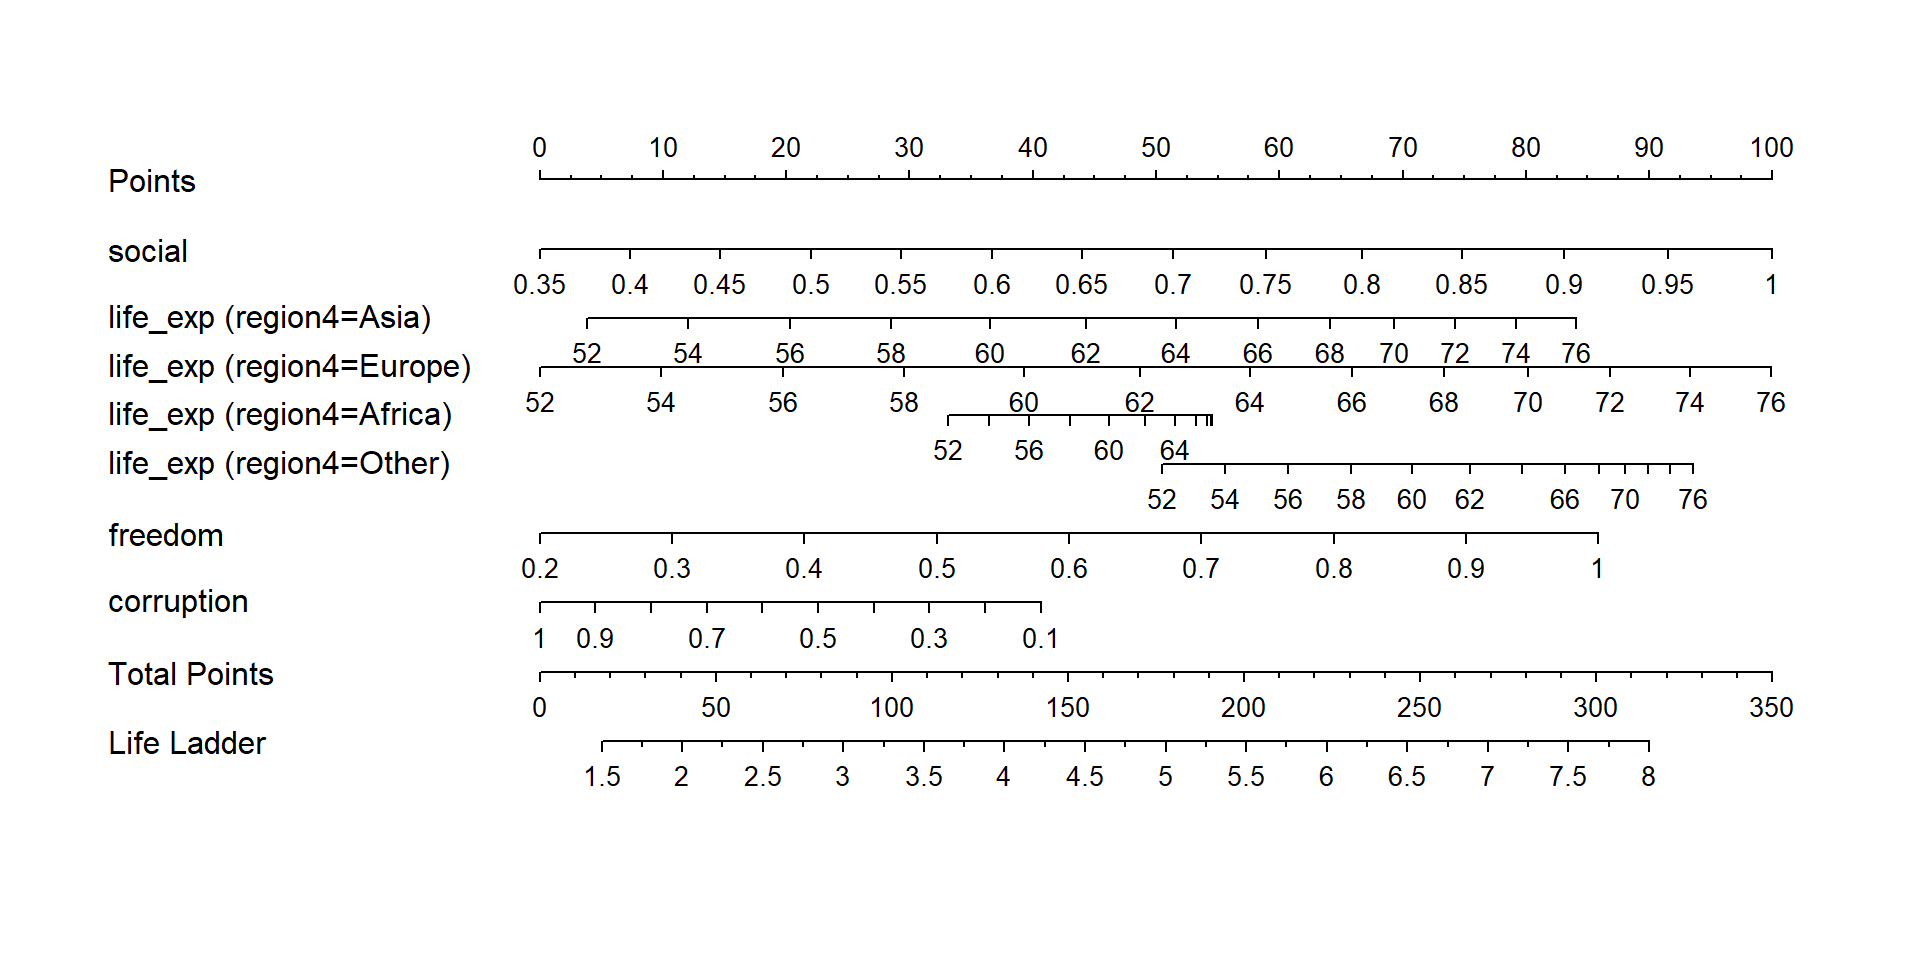 0 10 20 30 40 50 60 70 80 90 100
Points
social
0.35 0.4 0.45 0.5 0.55 0.6 0.65 0.7 0.75 0.8 0.85 0.9 0.95 1
life_exp (region4=Asia)
52 54 56 58 60 62 64 66 68 70 72 74 76
life_exp (region4=Europe)
52 54 56 58 60 62 64 66 68 70 72 74 76
life_exp (region4=Africa)
52 56 60 64
life_exp (region4=Other)
52 54 56 58 60 62 66 70 76
freedom
0.2 0.3 0.4 0.5 0.6 0.7 0.8 0.9 1
corruption
1 0.9 0.7 0.5 0.3 0.1
Total Points
0 50 100 150 200 250 300 350
Life Ladder
1.5 2 2.5 3 3.5 4 4.5 5 5.5 6 6.5 7 7.5 8